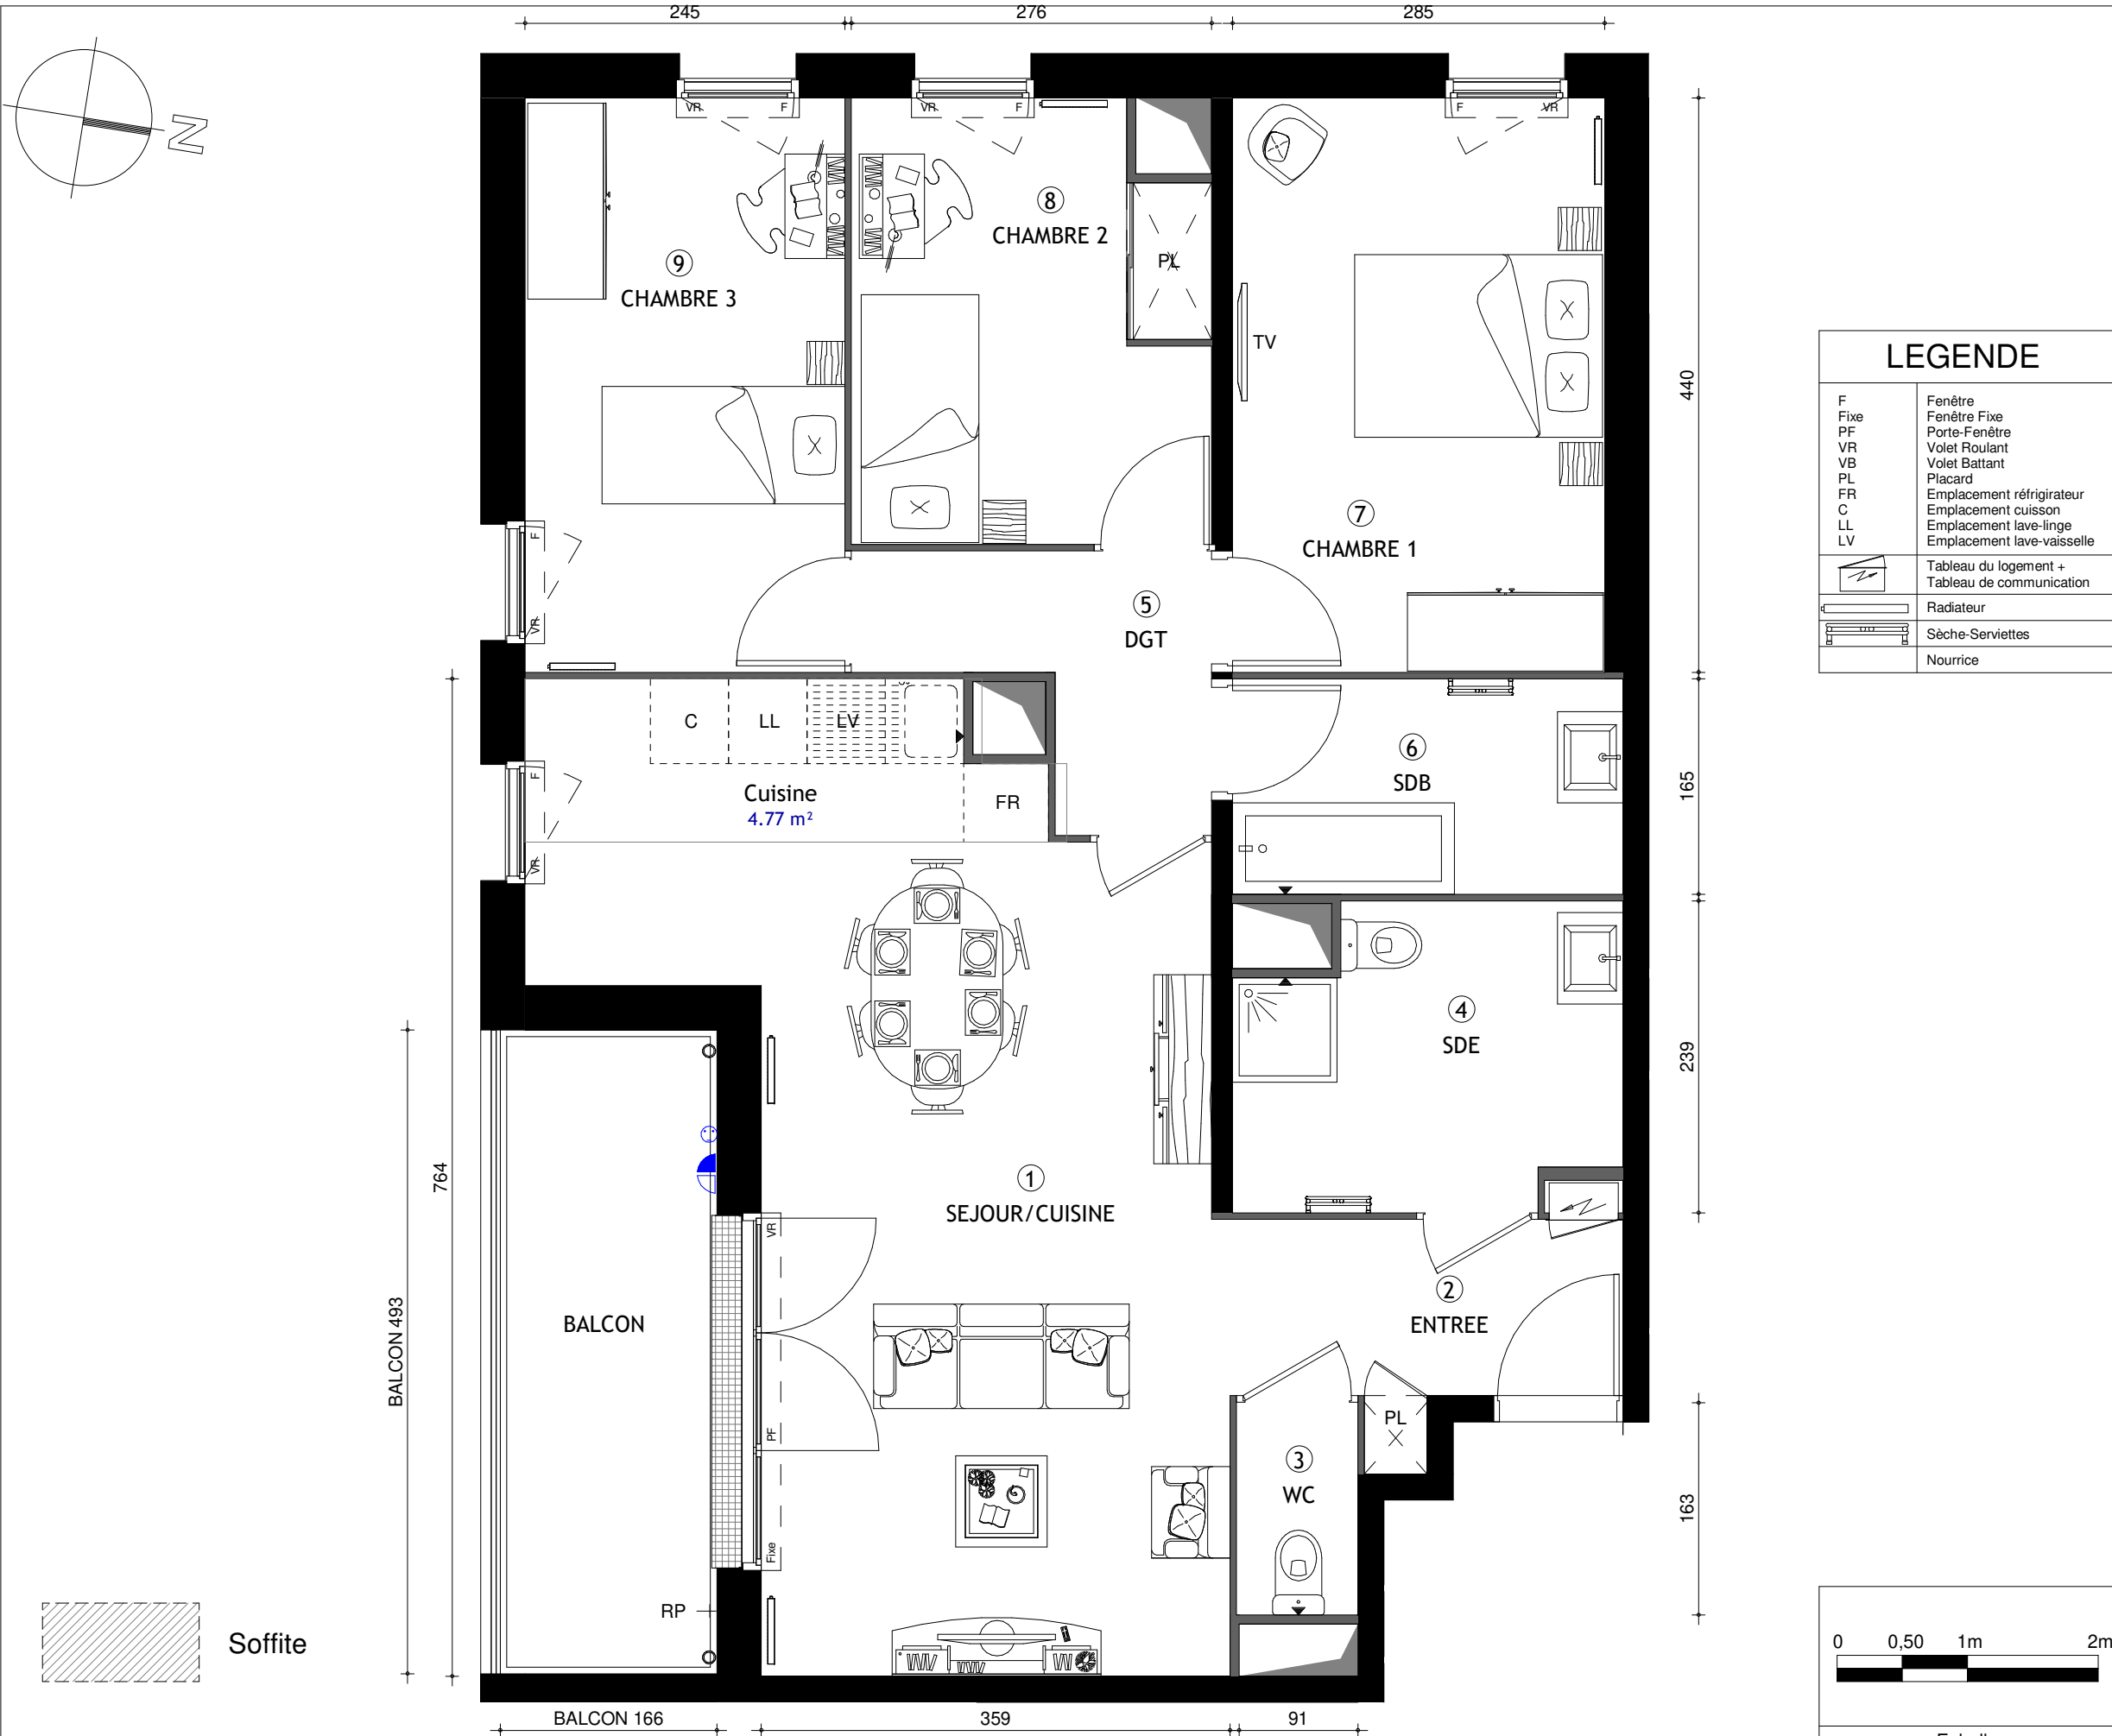 245
276
285
N
VR F
VR F
F VR
⑧
CHAMBRE 2
⑨
CHAMBRE 3
PL
TV
440
⑦
CHAMBRE 1
F
VR
⑤
DGT
C
LL
LV
FR
Cuisine
4.77 m²
F
VR
⑥
SDB
165
④
SDE
239
764
BALCON 493
①
SEJOUR/CUISINE
VR
PF
Fixe
②
ENTREE
BALCON
PL
③
WC
163
RP
Soffite
BALCON 166
359
91
LEGENDE
F Fenêtre
Fixe Fenêtre Fixe
PF Porte-Fenêtre
VR Volet Roulant
VB Volet Battant
PL Placard
FR Emplacement réfrigirateur
C Emplacement cuisson
LL Emplacement lave-linge
LV Emplacement lave-vaisselle
Tableau du logement +
Tableau de communication
Radiateur
Sèche-Serviettes
Nourrice
0 0,50 1m 2m